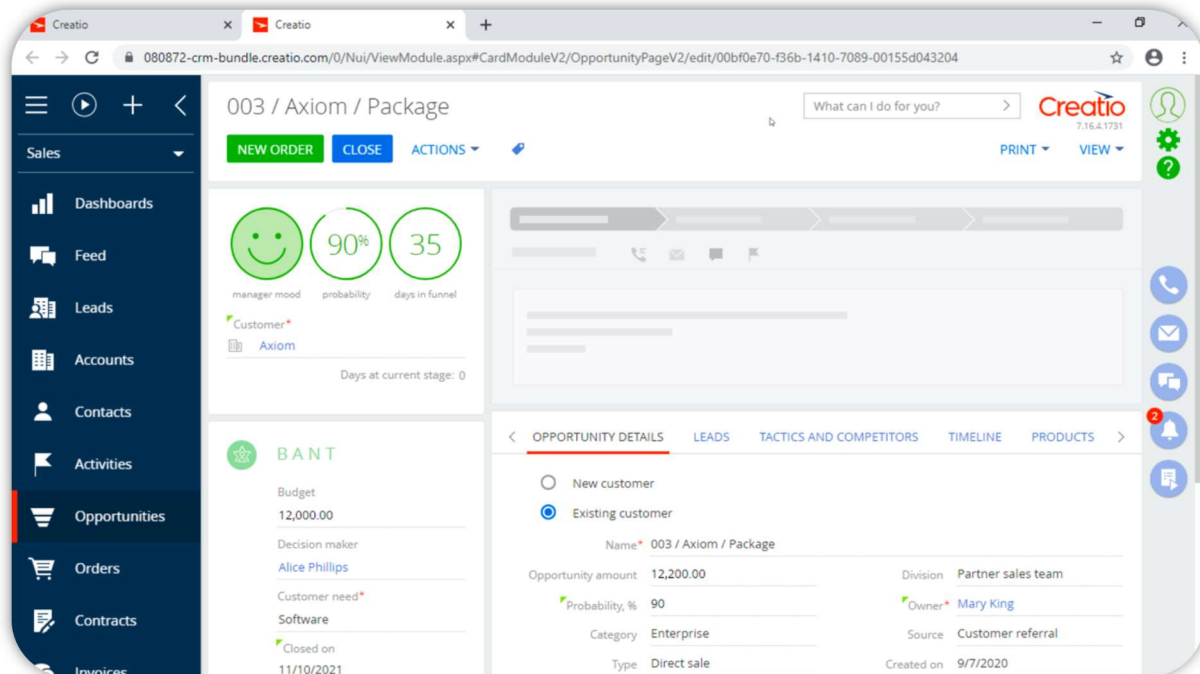 Creatio
Creatio
080872-crm-bundle.creatio.com/0/Nui/ViewModule.aspx#CardModuleV2/OpportunityPageV2/edit/00bf0e70-f36b-1410-7089-00155d043204
003 / Axiom / Package
What can I do for you?
Creatio
7.16.4.1731
Sales
NEW ORDER
CLOSE
ACTIONS
PRINT
VIEW
Dashboards
Feed
Leads
Accounts
Contacts
Activities
Opportunities
Orders
Contracts
Invoices
90%
35
manager mood
probability
days in funnel
Customer*
Axiom
Days at current stage: 0
BANT
Budget
12,000.00
Decision maker
Alice Phillips
Customer need*
Software
Closed on
11/10/2021
OPPORTUNITY DETAILS
LEADS
TACTICS AND COMPETITORS
TIMELINE
PRODUCTS
New customer
Existing customer
Name* 003 / Axiom / Package
Opportunity amount 12,200.00
Division Partner sales team
Probability, % 90
Owner* Mary King
Category Enterprise
Source Customer referral
Type Direct sale
Created on 9/7/2020
2